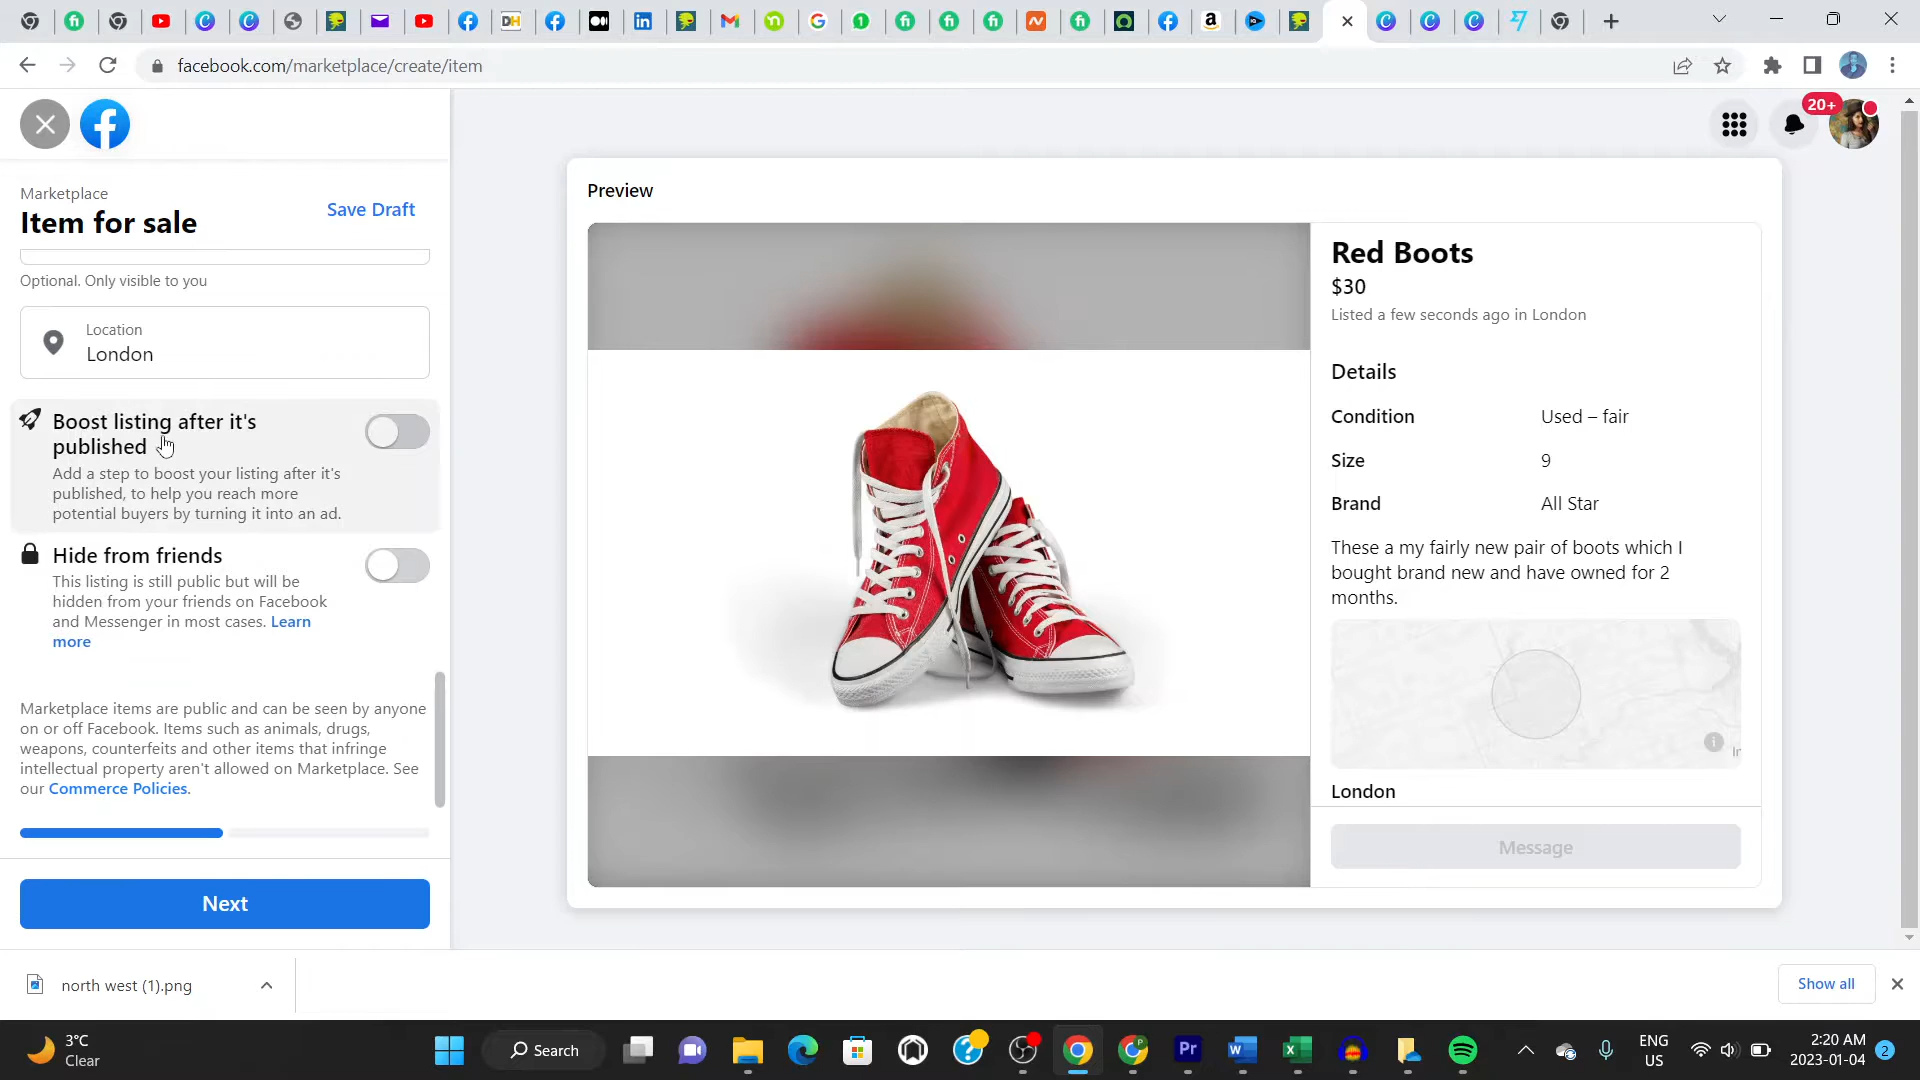 facebook.com/marketplace/create/item
20+
Marketplace
Item for sale
Save Draft
Optional. Only visible to you
Location
London
Boost listing after it's
published
Add a step to boost your listing after it's
published, to help you reach more
potential buyers by turning it into an ad.
Hide from friends
This listing is still public but will be
hidden from your friends on Facebook
and Messenger in most cases. Learn
more
Marketplace items are public and can be seen by anyone
on or off Facebook. Items such as animals, drugs,
weapons, counterfeits and other items that infringe
intellectual property aren't allowed on Marketplace. See
our Commerce Policies.
Next
Preview
Red Boots
$30
Listed a few seconds ago in London
Details
Condition Used – fair
Size 9
Brand All Star
These a my fairly new pair of boots which I
bought brand new and have owned for 2
months.
London
Message
north west (1).png
Show all
3°C
Clear
Search
ENG
US
2:20 AM
2023-01-04
2